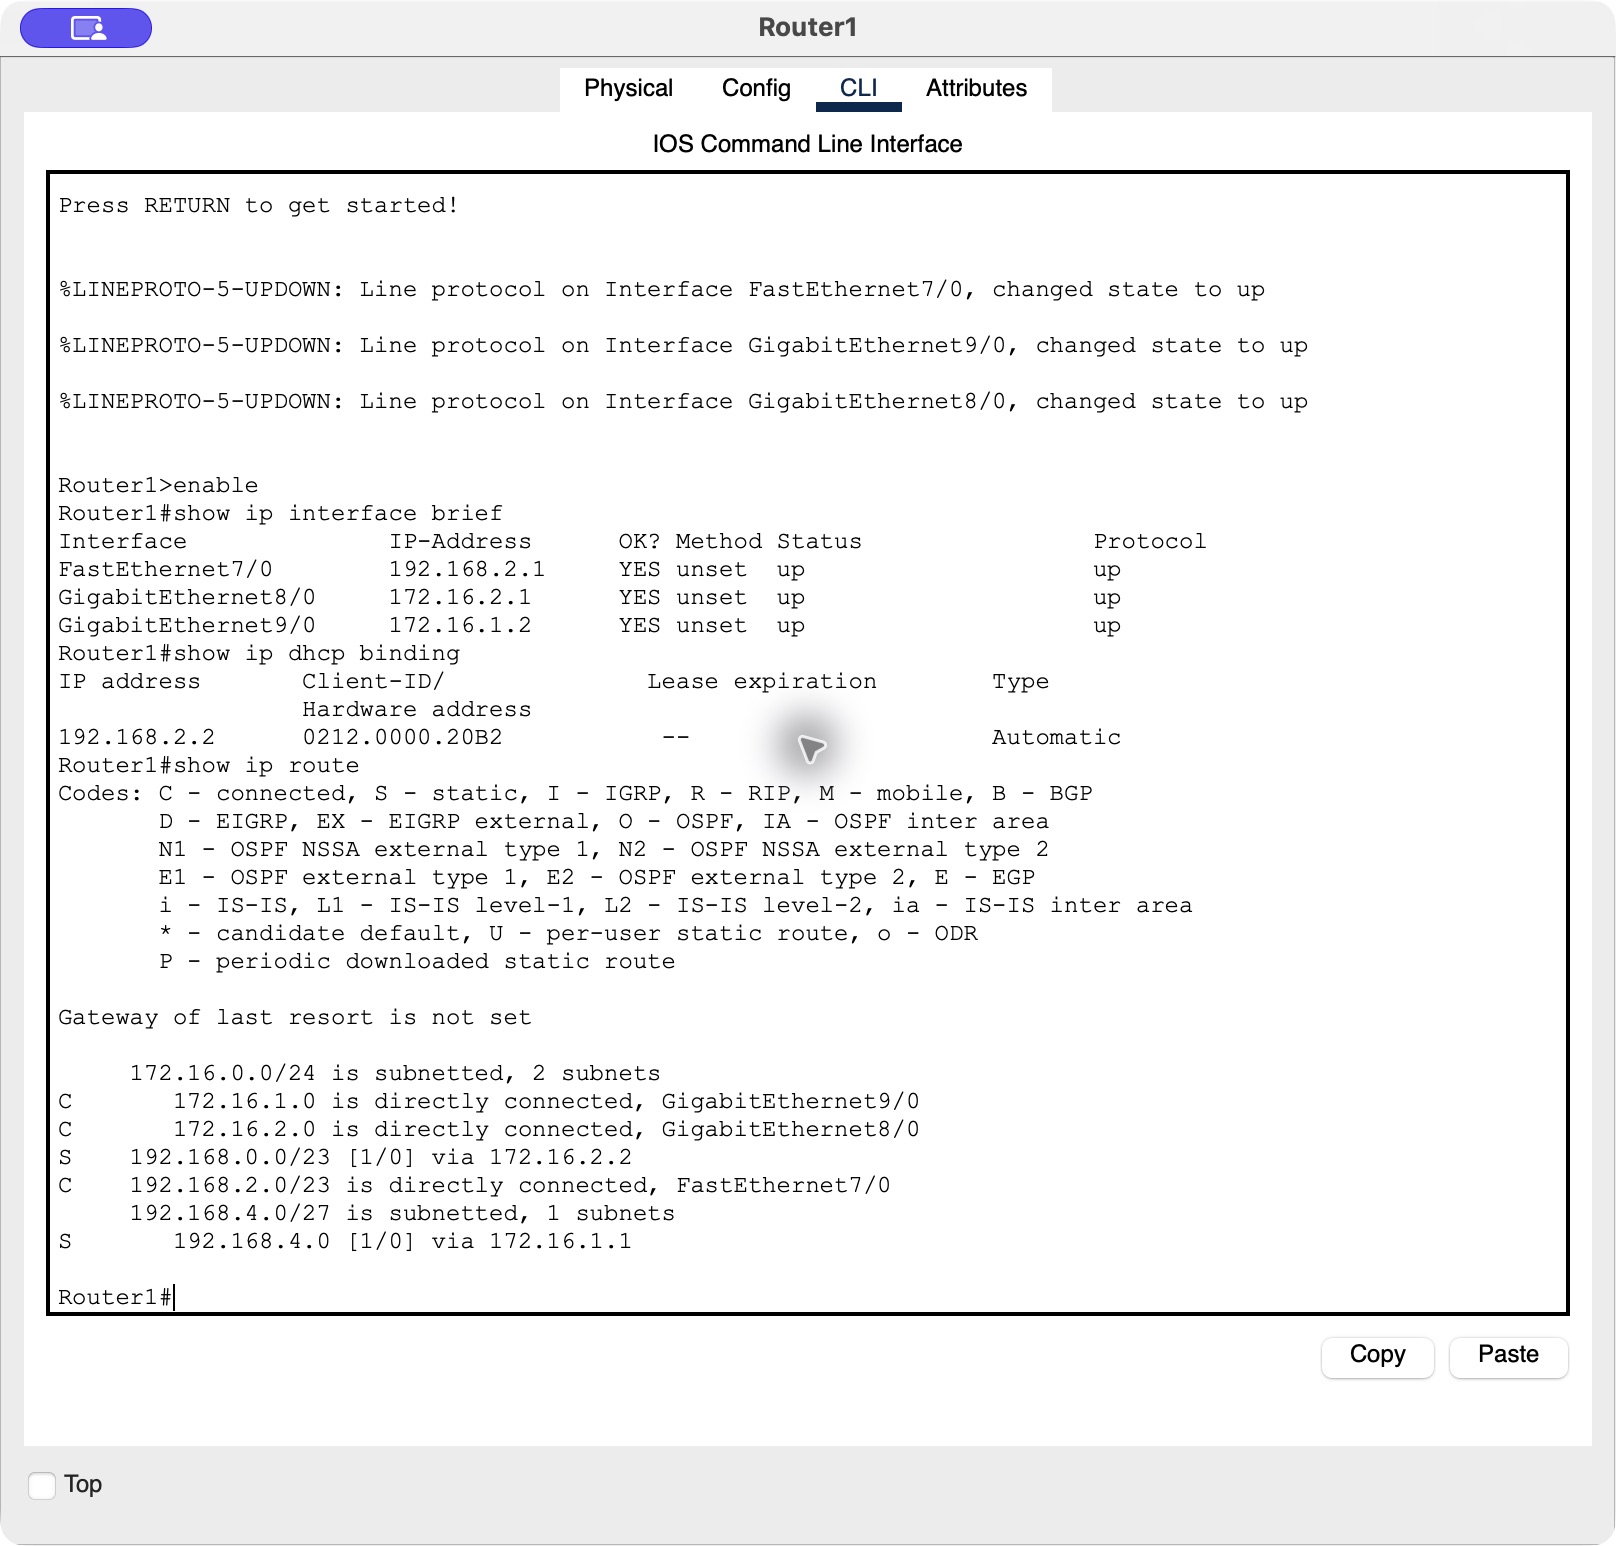 Router1
Physical Config CLI Attributes
IOS Command Line Interface
Press RETURN to get started!
%LINEPROTO-5-UPDOWN: Line protocol on Interface FastEthernet7/0, changed state to up
%LINEPROTO-5-UPDOWN: Line protocol on Interface GigabitEthernet9/0, changed state to up
%LINEPROTO-5-UPDOWN: Line protocol on Interface GigabitEthernet8/0, changed state to up
Router1>enable
Router1#show ip interface brief
Interface              IP-Address      OK? Method Status                Protocol
FastEthernet7/0        192.168.2.1     YES unset  up                    up
GigabitEthernet8/0     172.16.2.1      YES unset  up                    up
GigabitEthernet9/0     172.16.1.2      YES unset  up                    up
Router1#show ip dhcp binding
IP address       Client-ID/              Lease expiration        Type
                 Hardware address
192.168.2.2      0212.0000.20B2           --                     Automatic
Router1#show ip route
Codes: C - connected, S - static, I - IGRP, R - RIP, M - mobile, B - BGP
       D - EIGRP, EX - EIGRP external, O - OSPF, IA - OSPF inter area
       N1 - OSPF NSSA external type 1, N2 - OSPF NSSA external type 2
       E1 - OSPF external type 1, E2 - OSPF external type 2, E - EGP
       i - IS-IS, L1 - IS-IS level-1, L2 - IS-IS level-2, ia - IS-IS inter area
       * - candidate default, U - per-user static route, o - ODR
       P - periodic downloaded static route
Gateway of last resort is not set
     172.16.0.0/24 is subnetted, 2 subnets
C       172.16.1.0 is directly connected, GigabitEthernet9/0
C       172.16.2.0 is directly connected, GigabitEthernet8/0
S    192.168.0.0/23 [1/0] via 172.16.2.2
C    192.168.2.0/23 is directly connected, FastEthernet7/0
     192.168.4.0/27 is subnetted, 1 subnets
S       192.168.4.0 [1/0] via 172.16.1.1
Router1#
Copy Paste
Top